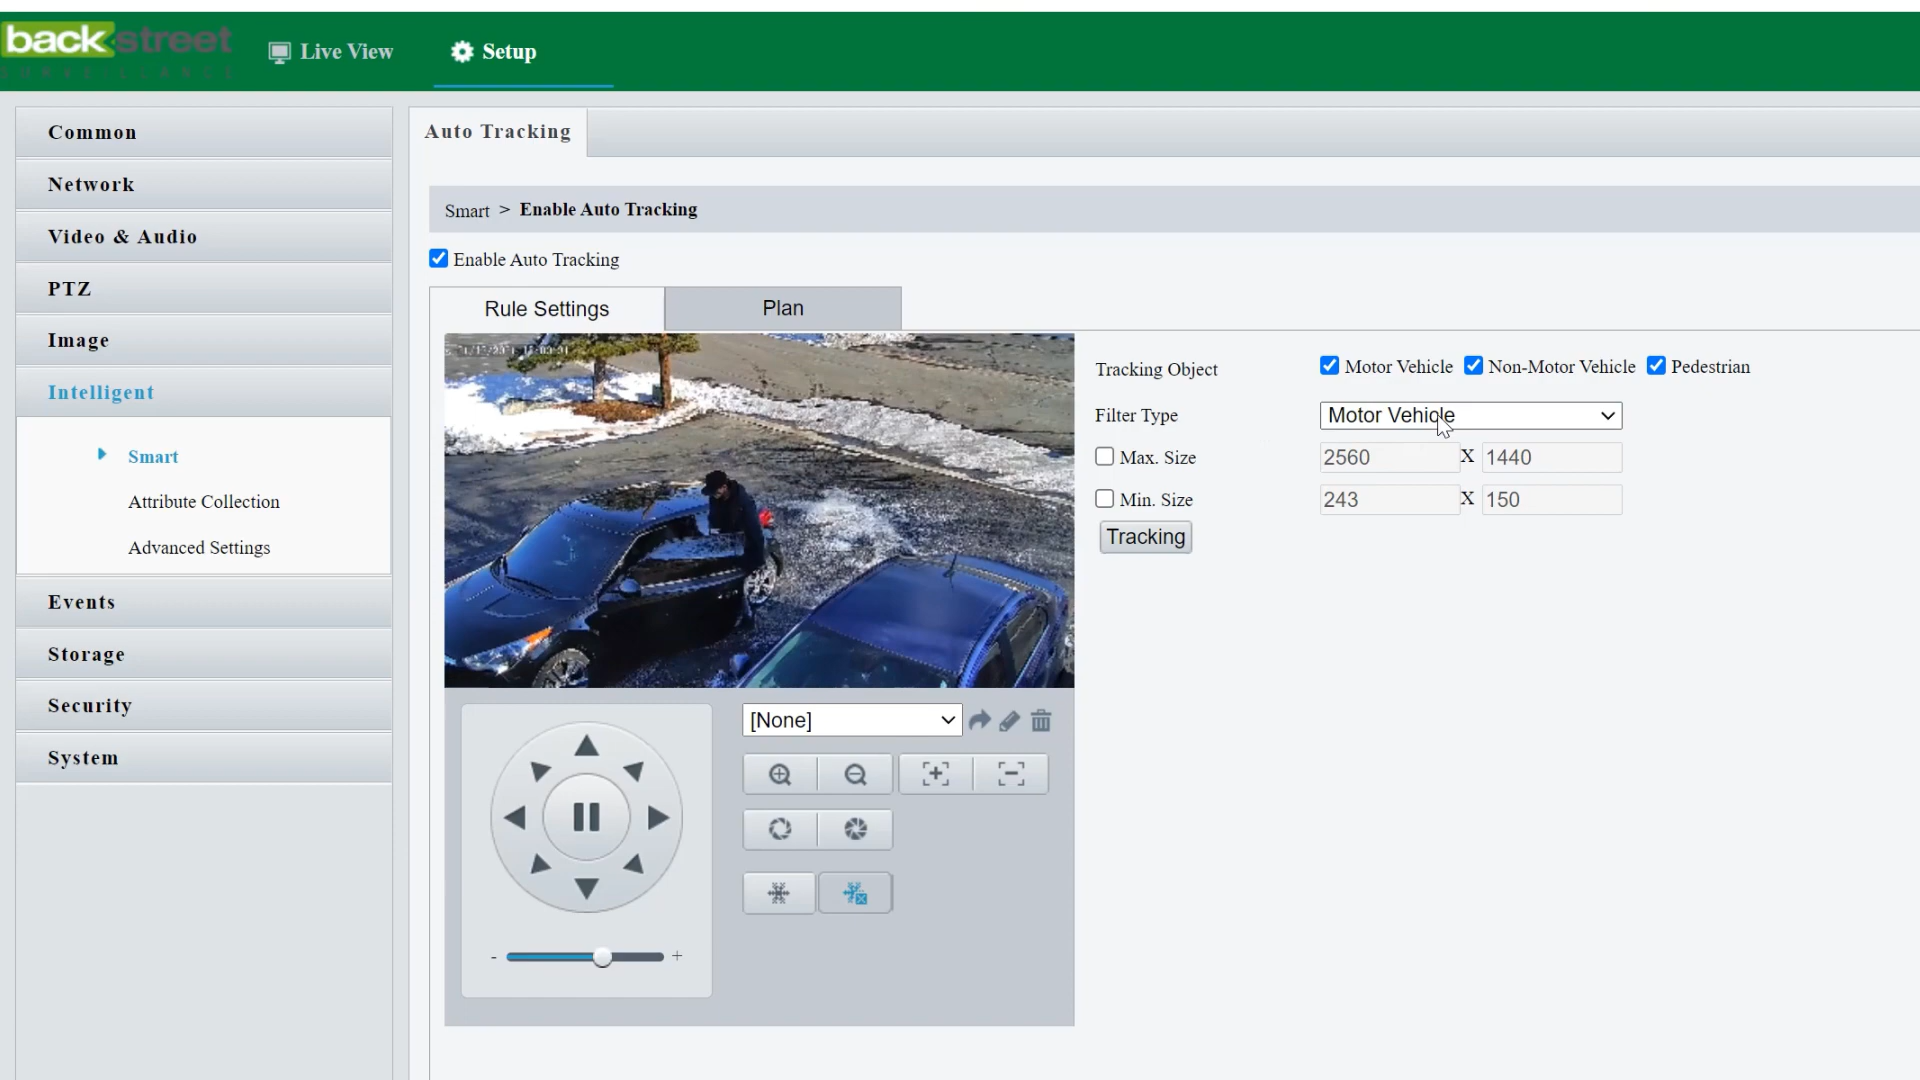 backstreet
SURVEILLANCE
Live View
Setup
Common
Network
Video & Audio
PTZ
Image
Intelligent
Smart
Attribute Collection
Advanced Settings
Events
Storage
Security
System
Auto Tracking
Smart > Enable Auto Tracking
Enable Auto Tracking
Rule Settings
Plan
Tracking Object
Motor Vehicle
Non-Motor Vehicle
Pedestrian
Filter Type
Motor Vehicle
Max. Size
2560 X 1440
Min. Size
243 X 150
Tracking
[None]
- +